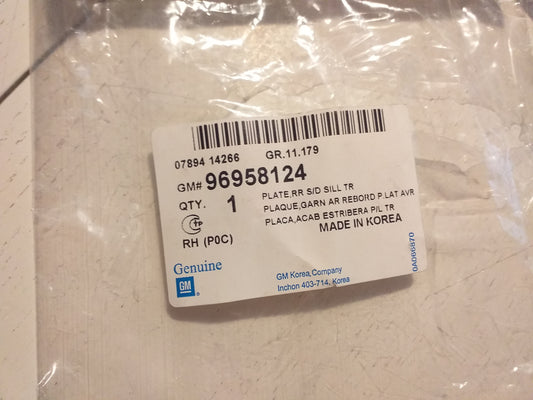 07894 14266 GR.11.179
GM# 96958124
QTY. 1
PLATE,RR S/D SILL TR
PLAQUE,GARN AR REBORD P.LAT AVR
PLACA,ACAB ESTRIBERA P/L TR
MADE IN KOREA
RH (P0C)
Genuine
GM
GM Korea Company
Inchon 403-714, Korea
0A066870